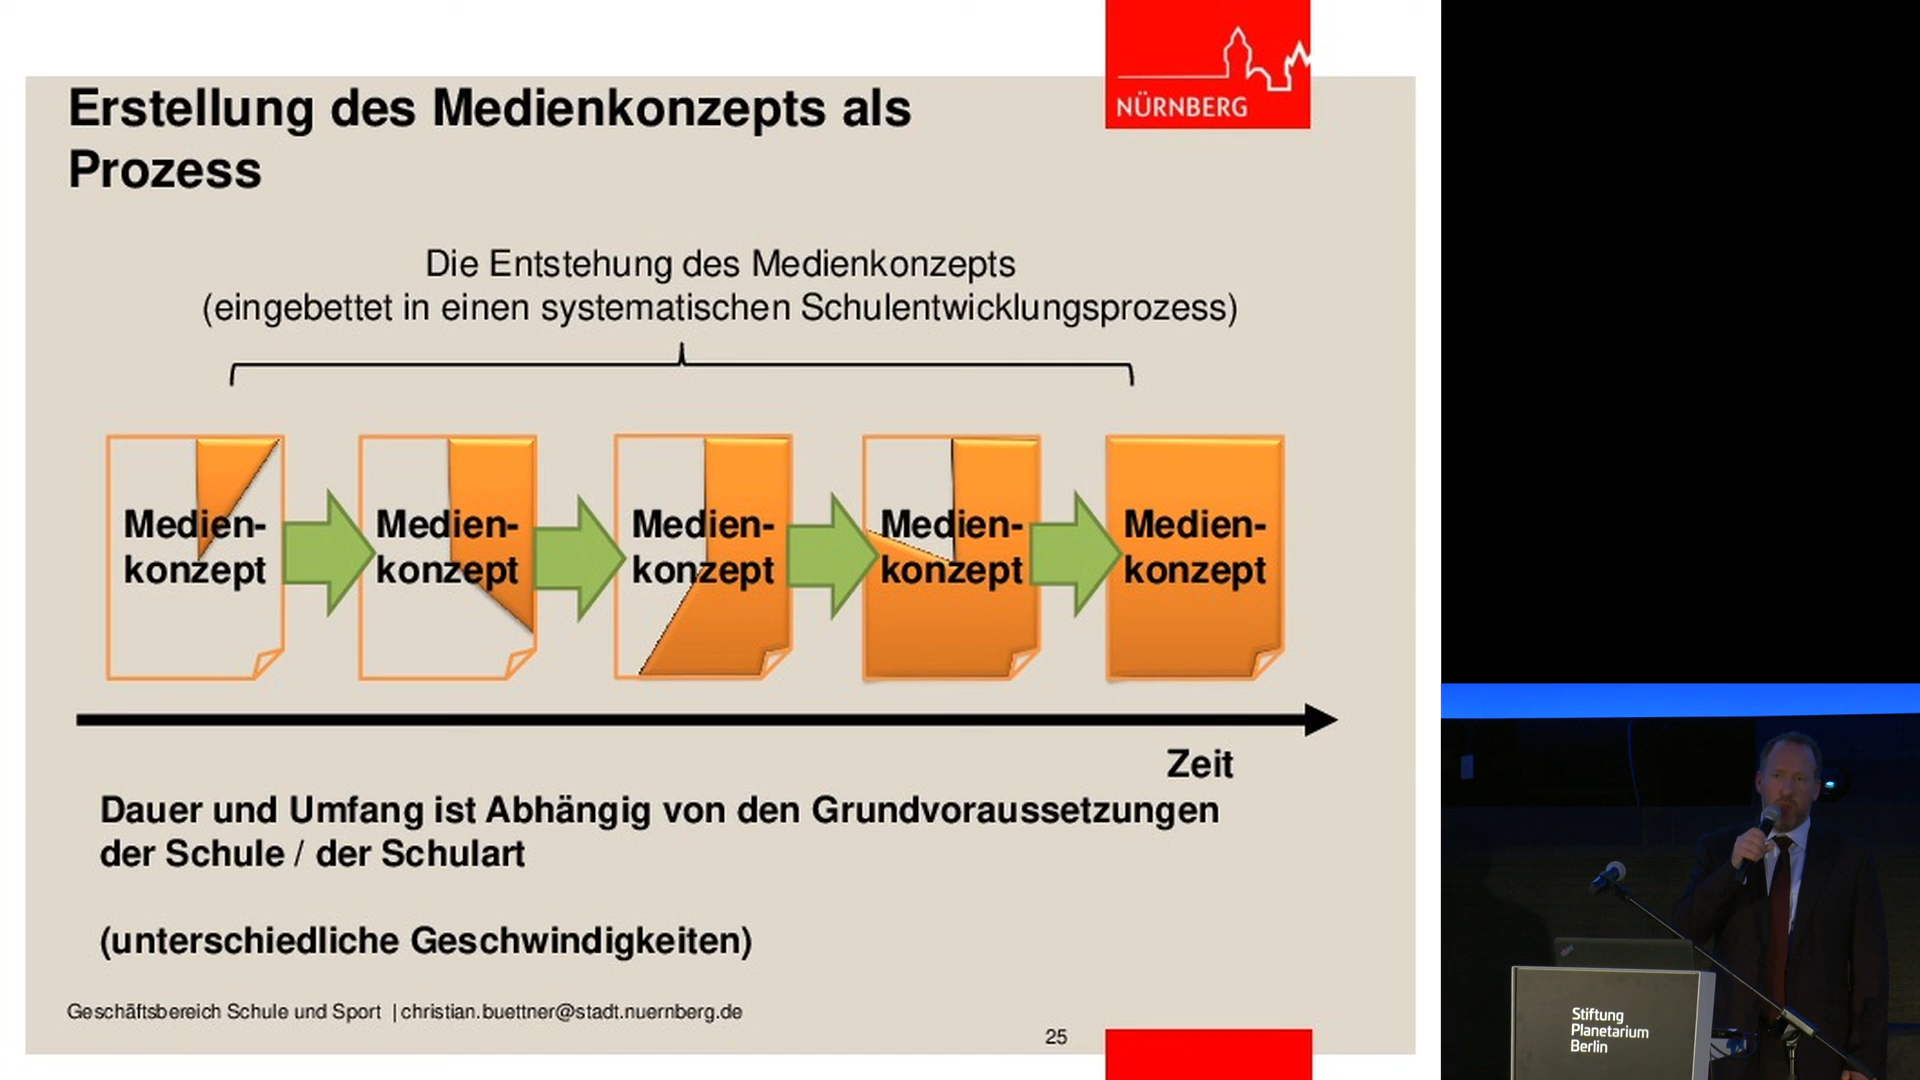 NÜRNBERG
Erstellung des Medienkonzepts als
Prozess
Die Entstehung des Medienkonzepts
(eingebettet in einen systematischen Schulentwicklungsprozess)
Medien-
konzept
Medien-
konzept
Medien-
konzept
Medien-
konzept
Medien-
konzept
Zeit
Dauer und Umfang ist Abhängig von den Grundvoraussetzungen
der Schule / der Schulart
(unterschiedliche Geschwindigkeiten)
Geschäftsbereich Schule und Sport | christian.buettner@stadt.nuernberg.de
25
Stiftung
Planetarium
Berlin